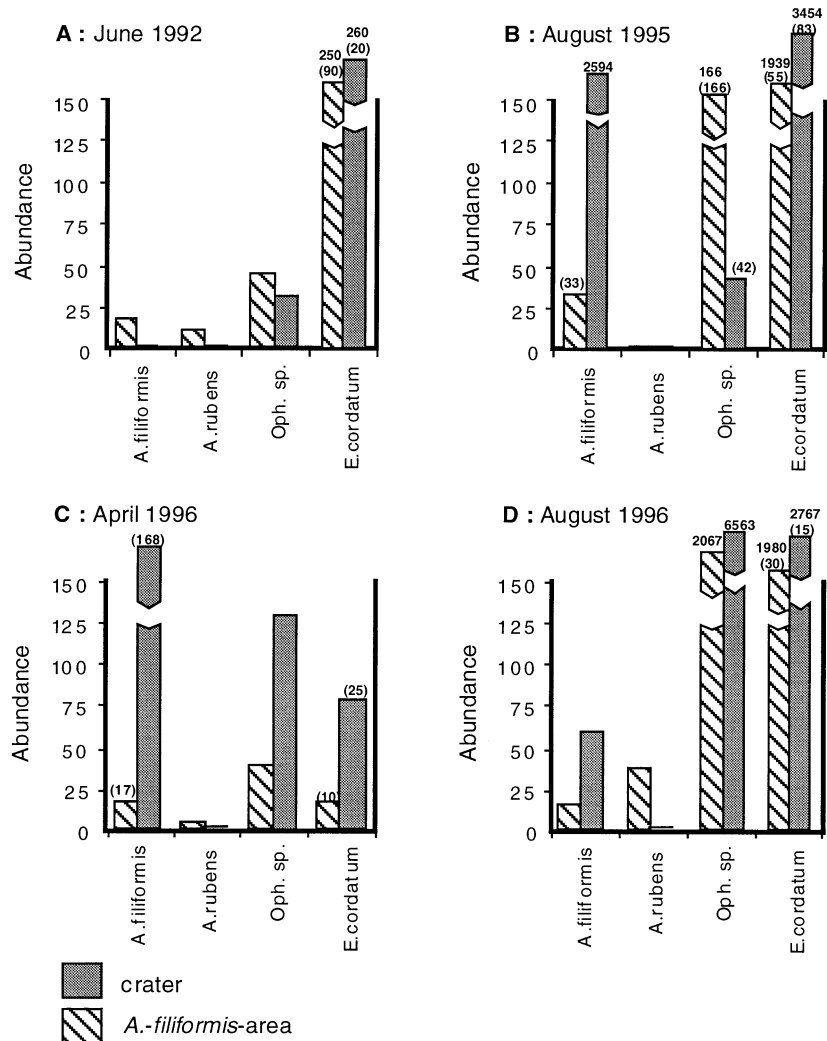 A : June 1992
260
250 (20)
(90)
150
125
100
75
50
25
0
Abundance
A.filiformis
A.rubens
Oph. sp.
E.cordatum
B : August 1995
3454
(83)
2594
166
(166)
1939
(55)
150
125
100
75
50
25
0
Abundance
(33)
(42)
A.filiformis
A.rubens
Oph. sp.
E.cordatum
C : April 1996
(168)
150
125
100
75
50
25
0
Abundance
(17)
(25)
(10)
A.filiformis
A.rubens
Oph. sp.
E.cordatum
D : August 1996
2067
6563
2767
(15)
1980
(30)
150
125
100
75
50
25
0
Abundance
A.filiformis
A.rubens
Oph. sp.
E.cordatum
crater
A.-filiformis-area